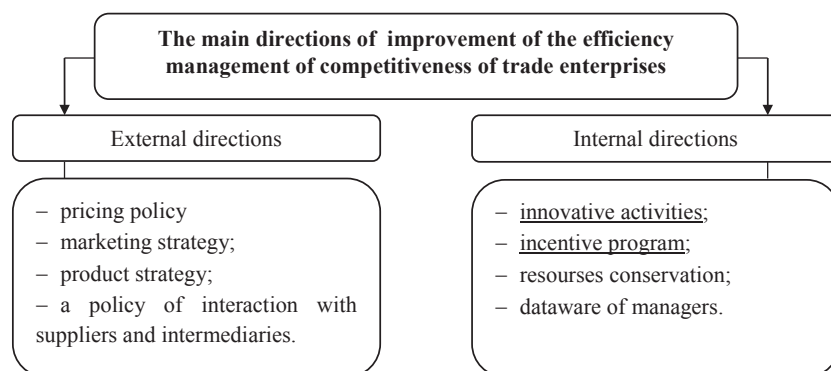 The main directions of improvement of the efficiency
management of competitiveness of trade enterprises
External directions
Internal directions
– pricing policy
– marketing strategy;
– product strategy;
– a policy of interaction with
suppliers and intermediaries.
– innovative activities;
– incentive program;
– resourses conservation;
– dataware of managers.